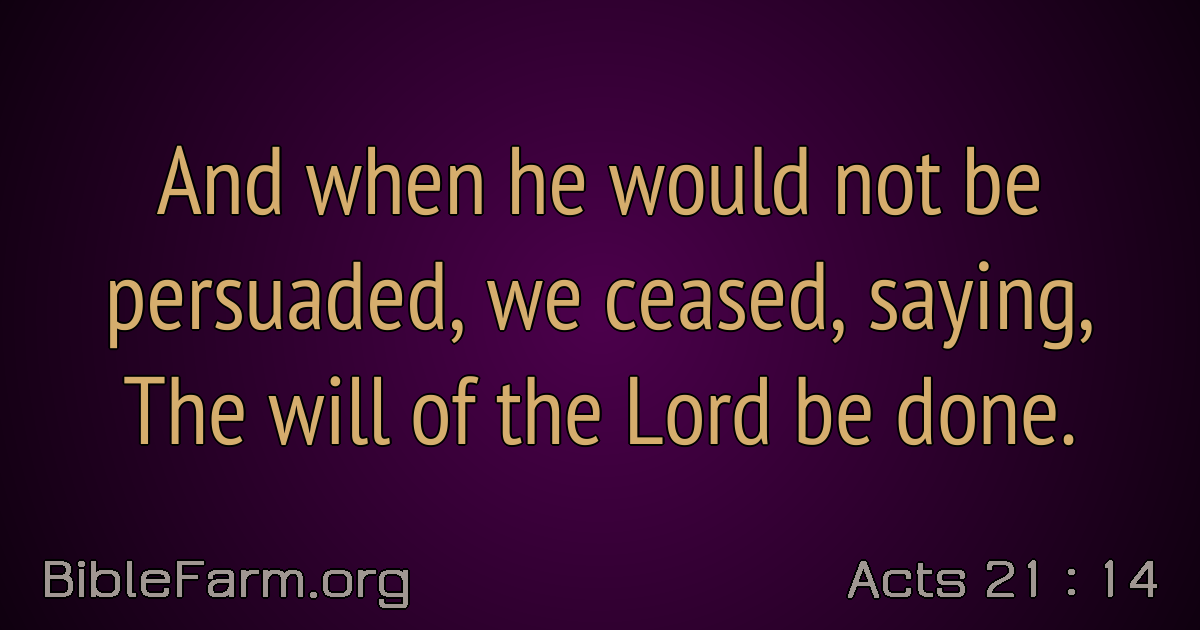 And when he would not be
persuaded, we ceased, saying,
The will of the Lord be done.
BibleFarm.org
Acts 21 : 14